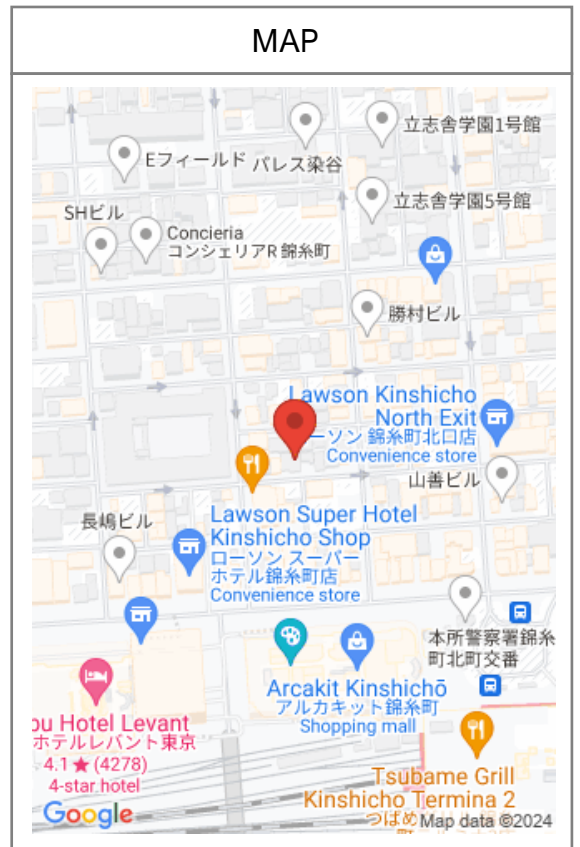 MAP
立志舎学園1号館
Eフィールド
パレス染谷
立志舎学園5号館
SHビル
Concieria
コンシェリアR 錦糸町
勝村ビル
Lawson Kinshicho
North Exit
ーソン 錦糸町北口店
Convenience store
山善ビル
Lawson Super Hotel
Kinshicho Shop
ローソン スーパー
ホテル錦糸町店
Convenience store
長嶋ビル
本所警察署錦糸
町北町交番
Arcakit Kinshichō
アルカキット錦糸町
Shopping mall
ou Hotel Levant
ホテルレバント東京
4.1★(4278)
4-star hotel
Tsubame Grill
Kinshicho Termina 2
つばめ
Google
Map data ©2024